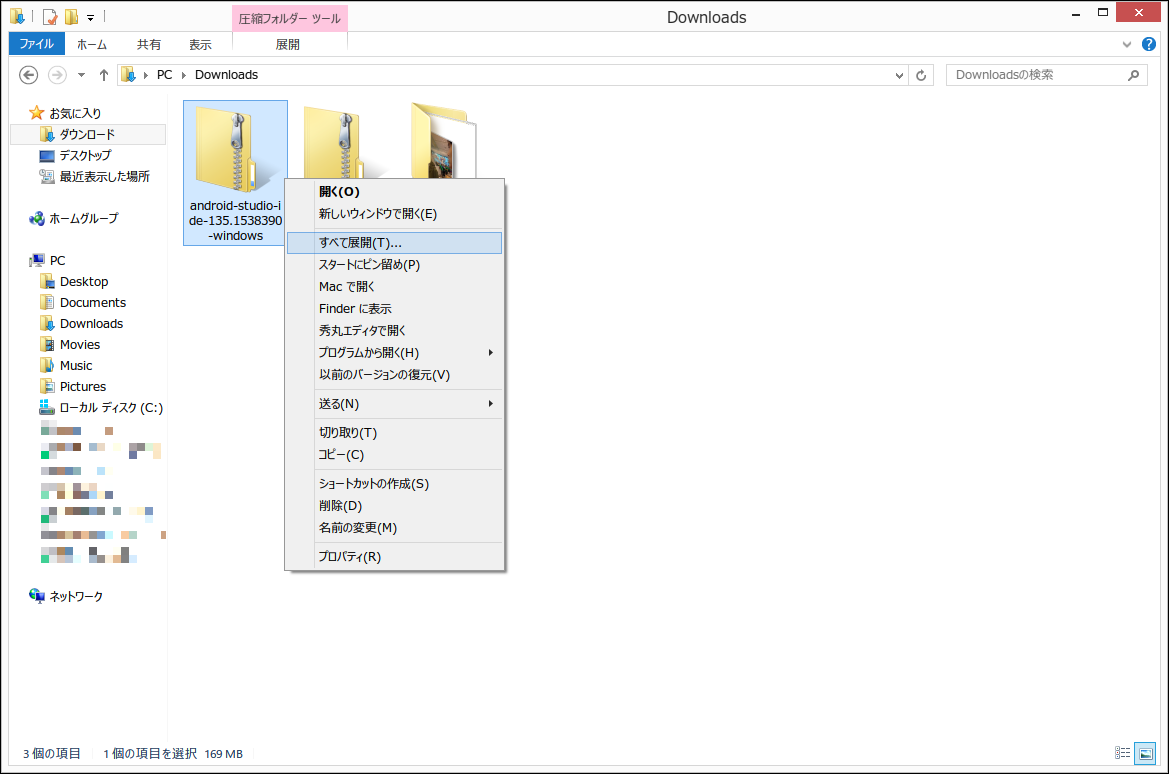 圧縮フォルダー ツール
Downloads
ファイル
ホーム
共有
表示
展開
PC
Downloads
Downloadsの検索
お気に入り
ダウンロード
デスクトップ
最近表示した場所
ホームグループ
PC
Desktop
Documents
Downloads
Movies
Music
Pictures
ローカル ディスク (C:)
ネットワーク
android-studio-i
de-135.1538390
-windows
開く(O)
新しいウィンドウで開く(E)
すべて展開(T)...
スタートにピン留め(P)
Mac で開く
Finder に表示
秀丸エディタで開く
プログラムから開く(H)
以前のバージョンの復元(V)
送る(N)
切り取り(T)
コピー(C)
ショートカットの作成(S)
削除(D)
名前の変更(M)
プロパティ(R)
3 個の項目
1 個の項目を選択 169 MB